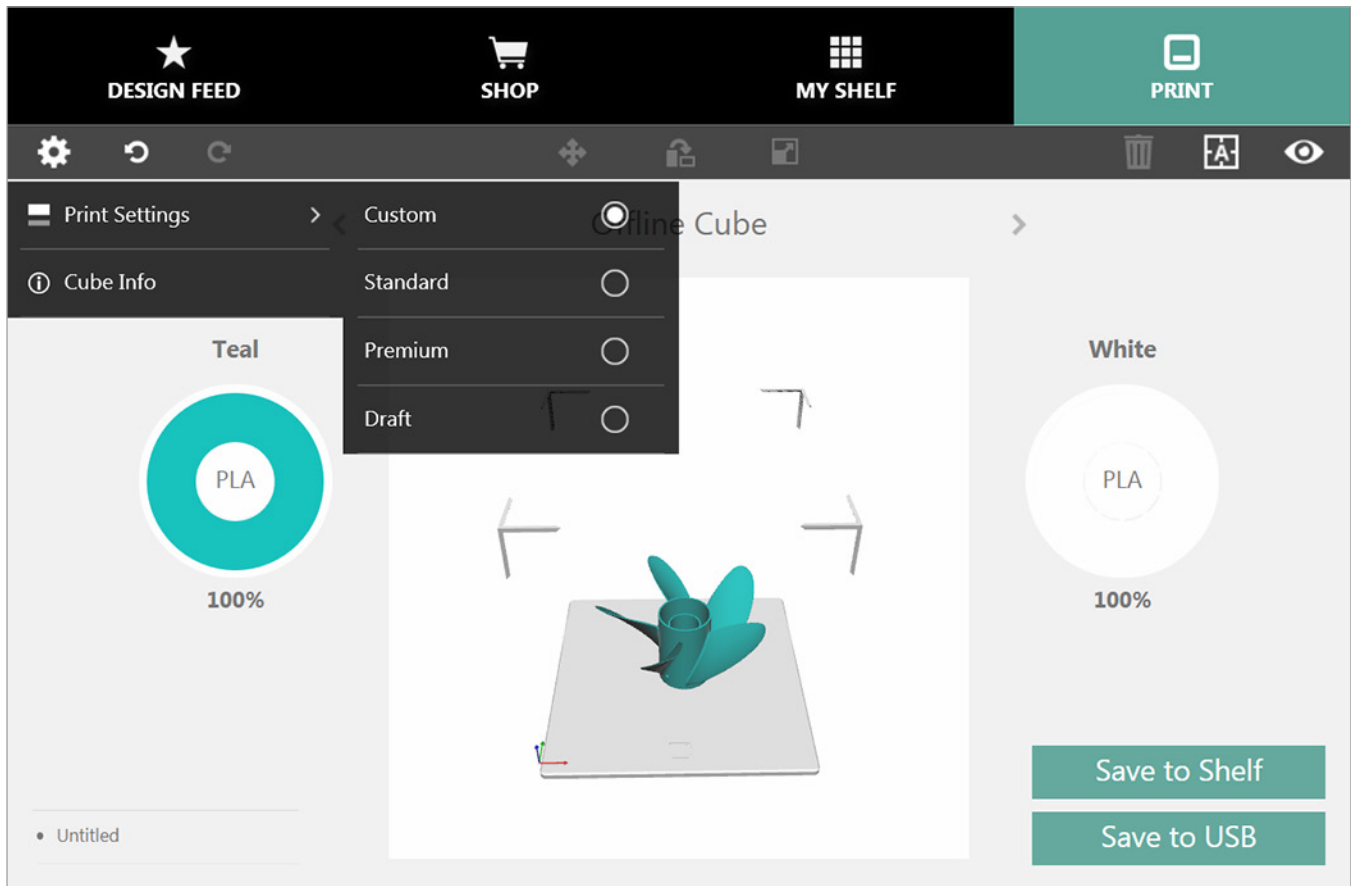 DESIGN FEED
SHOP
MY SHELF
PRINT
A
Print Settings
Custom
Offline Cube
Cube Info
Standard
Teal
Premium
White
Draft
PLA
PLA
100%
100%
Save to Shelf
Untitled
Save to USB